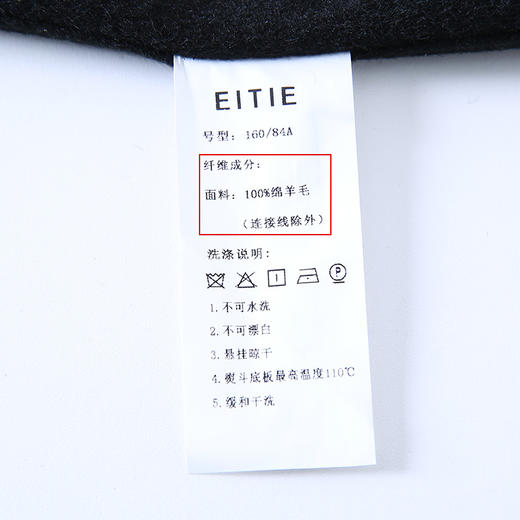 EITIE
号型：160/84A
纤维成分：
面料：100%绵羊毛
（连接线除外）
洗涤说明：
1.不可水洗
2.不可漂白
3.悬挂晾干
4.熨斗底板最高温度110℃
5.缓和干洗